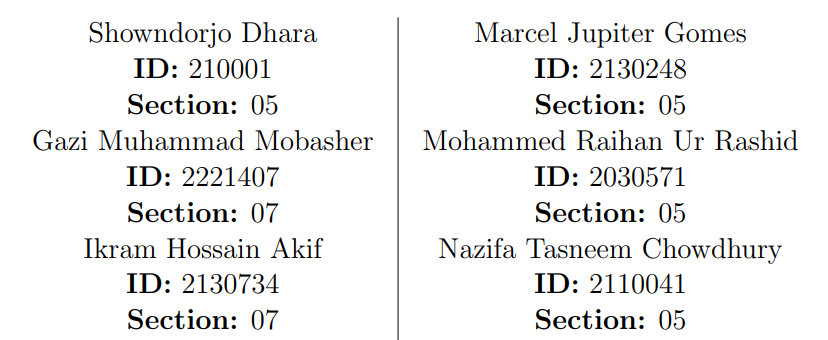 Showndorjo Dhara
ID: 210001
Section: 05
Gazi Muhammad Mobasher
ID: 2221407
Section: 07
Ikram Hossain Akif
ID: 2130734
Section: 07
Marcel Jupiter Gomes
ID: 2130248
Section: 05
Mohammed Raihan Ur Rashid
ID: 2030571
Section: 05
Nazifa Tasneem Chowdhury
ID: 2110041
Section: 05